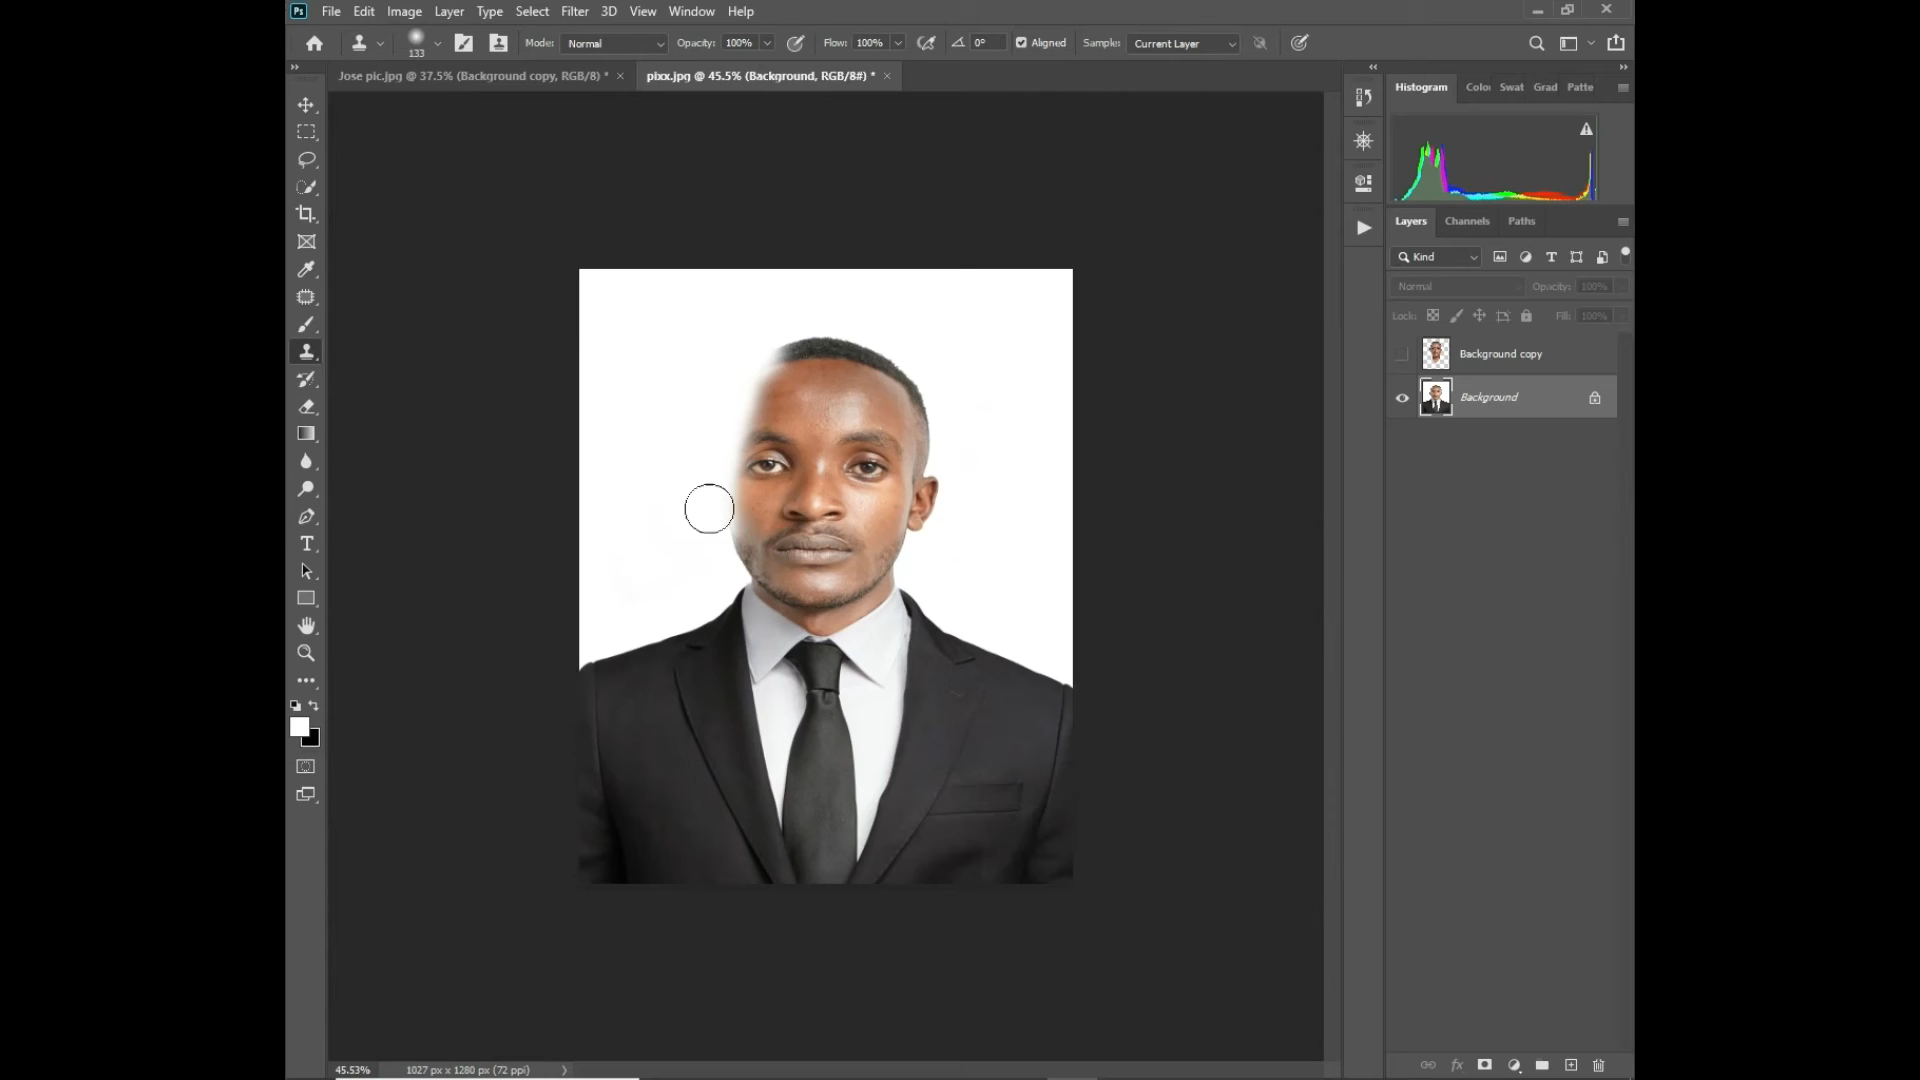 Ps File Edit Image Layer Type Select Filter 3D View Window Help
133 Mode: Normal Opacity: 100% Flow: 100% 0° Aligned Sample: Current Layer
Jose pic.jpg @ 37.5% (Background copy, RGB/8) * × pixx.jpg @ 45.5% (Background, RGB/8#) * ×
Histogram Color Swat Grad Patte
Layers Channels Paths
Kind
Normal Opacity: 100%
Lock: Fill: 100%
Background copy
Background
fx
45.53% 1027 px x 1280 px (72 ppi)